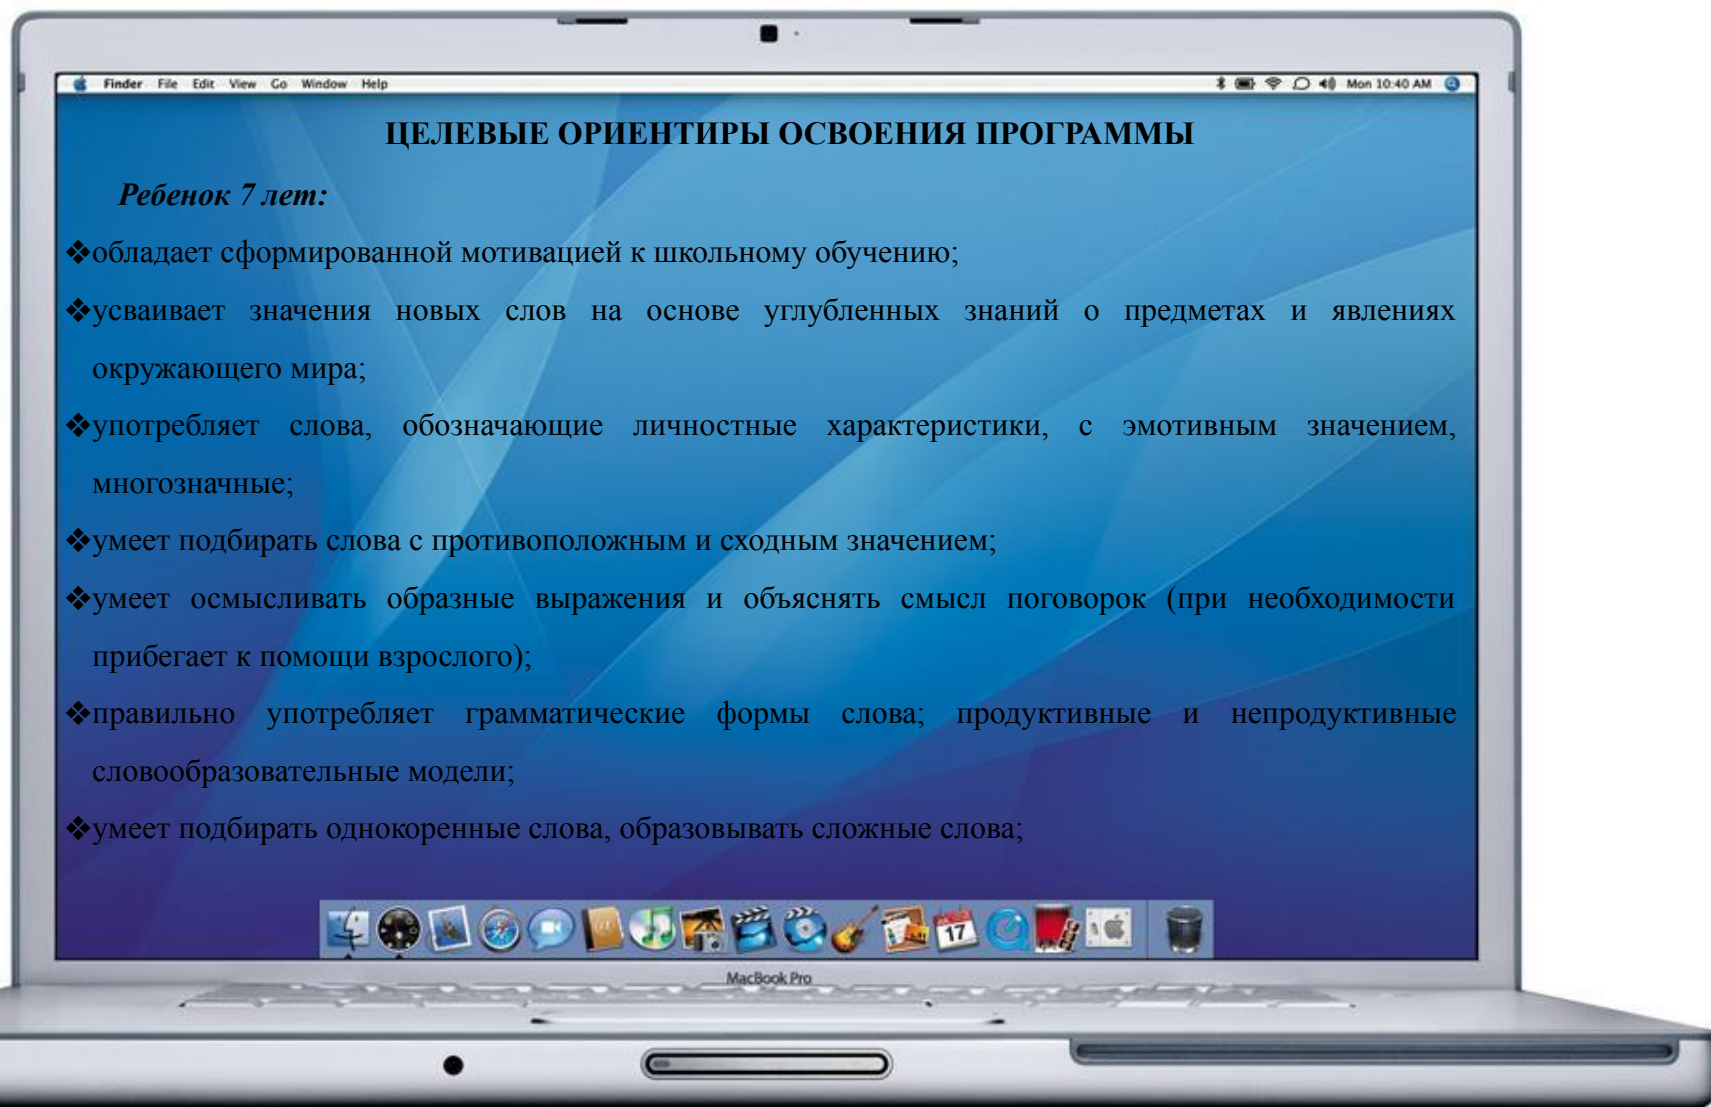 Finder File Edit View Go Window Help Mon 10:40 AM
ЦЕЛЕВЫЕ ОРИЕНТИРЫ ОСВОЕНИЯ ПРОГРАММЫ
Ребенок 7 лет:
❖обладает сформированной мотивацией к школьному обучению;
❖усваивает значения новых слов на основе углубленных знаний о предметах и явлениях
окружающего мира;
❖употребляет слова, обозначающие личностные характеристики, с эмотивным значением,
многозначные;
❖умеет подбирать слова с противоположным и сходным значением;
❖умеет осмысливать образные выражения и объяснять смысл поговорок (при необходимости
прибегает к помощи взрослого);
❖правильно употребляет грамматические формы слова; продуктивные и непродуктивные
словообразовательные модели;
❖умеет подбирать однокоренные слова, образовывать сложные слова;
17
MacBook Pro